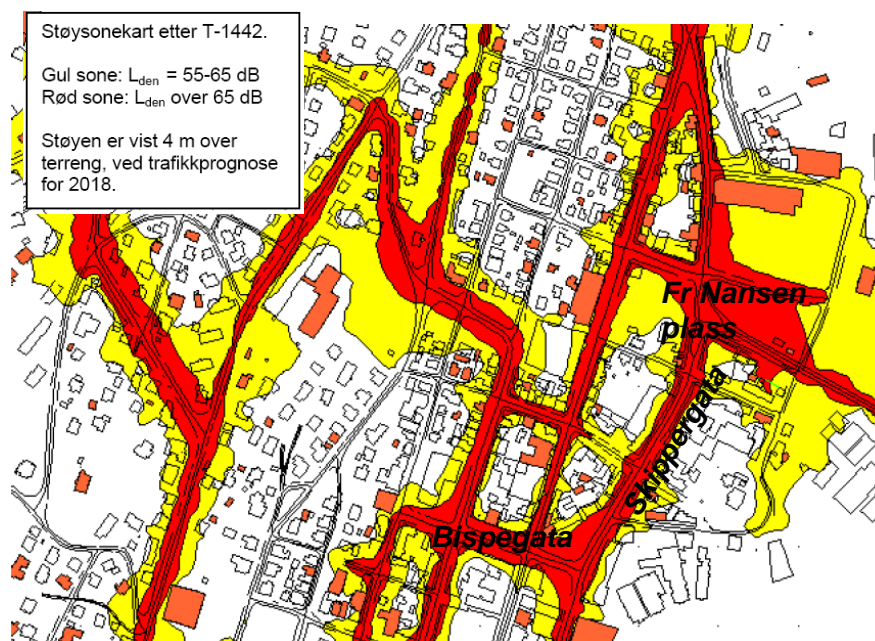 Støysonekart etter T-1442.
Gul sone: Lden = 55-65 dB
Rød sone: Lden over 65 dB
Støyen er vist 4 m over
terreng, ved trafikkprognose
for 2018.
Fr Nansen
plass
Skippergata
Bispegata